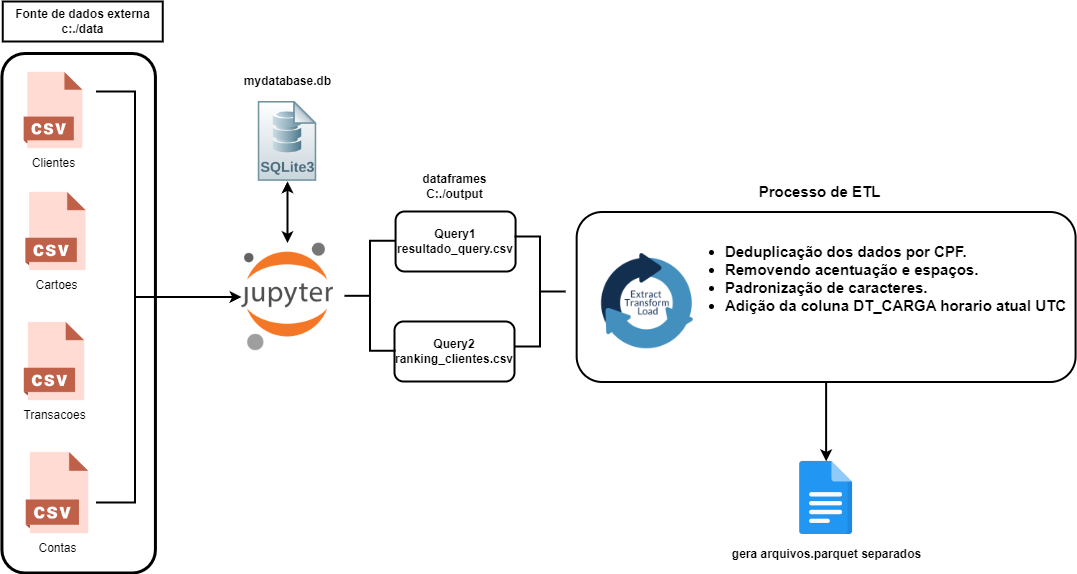 Fonte de dados externa
c:./data
CSV
Clientes
CSV
Cartoes
CSV
Transacoes
CSV
Contas
mydatabase.db
SQLite3
jupyter
dataframes
C:./output
Query1
resultado_query.csv
Query2
ranking_clientes.csv
Processo de ETL
Extract
Transform
Load
• Deduplicação dos dados por CPF.
• Removendo acentuação e espaços.
• Padronização de caracteres.
• Adição da coluna DT_CARGA horario atual UTC
gera arquivos.parquet separados